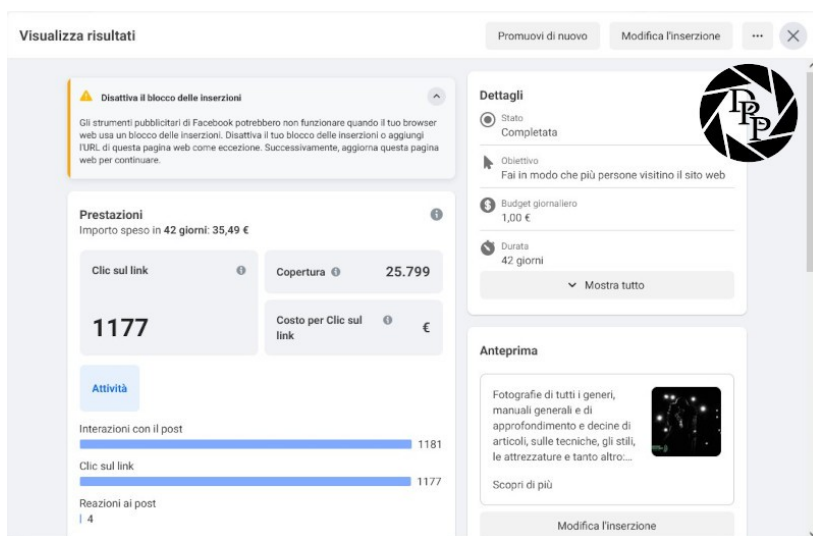 Visualizza risultati
Promuovi di nuovo
Modifica l'inserzione
...
Disattiva il blocco delle inserzioni
Gli strumenti pubblicitari di Facebook potrebbero non funzionare quando il tuo browser
web usa un blocco delle inserzioni. Disattiva il tuo blocco delle inserzioni o aggiungi
l'URL di questa pagina web come eccezione. Successivamente, aggiorna questa pagina
web per continuare.
Prestazioni
Importo speso in 42 giorni: 35,49 €
Clic sul link
1177
Copertura
25.799
Costo per Clic sul
link
€
Attività
Interazioni con il post
1181
Clic sul link
1177
Reazioni ai post
4
Dettagli
Stato
Completata
Obiettivo
Fai in modo che più persone visitino il sito web
Budget giornaliero
1,00 €
Durata
42 giorni
Mostra tutto
DPP
Anteprima
Fotografie di tutti i generi,
manuali generali e di
approfondimento e decine di
articoli, sulle tecniche, gli stili,
le attrezzature e tanto altro:...
Scopri di più
Modifica l'inserzione